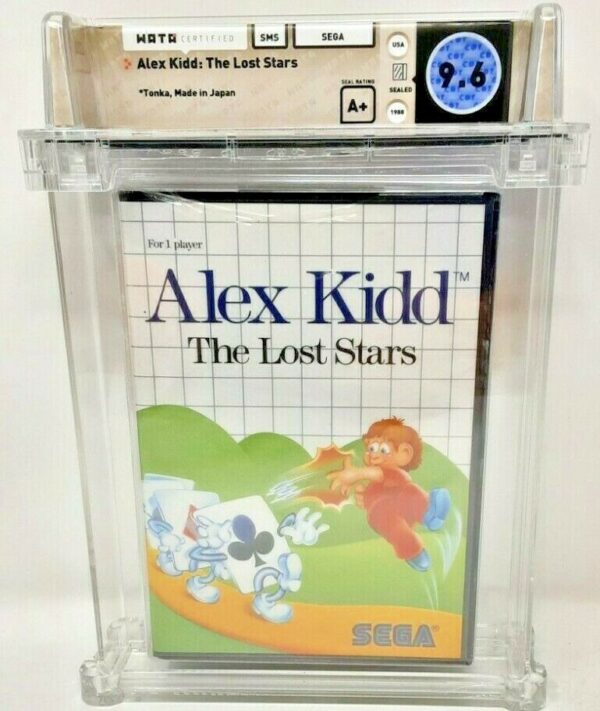 WATA CERTIFIED SMS SEGA USA
Alex Kidd: The Lost Stars
*Tonka, Made in Japan
SEAL RATING
A+
SEALED
1988
9.6
For 1 player
Alex Kidd™
The Lost Stars
SEGA®